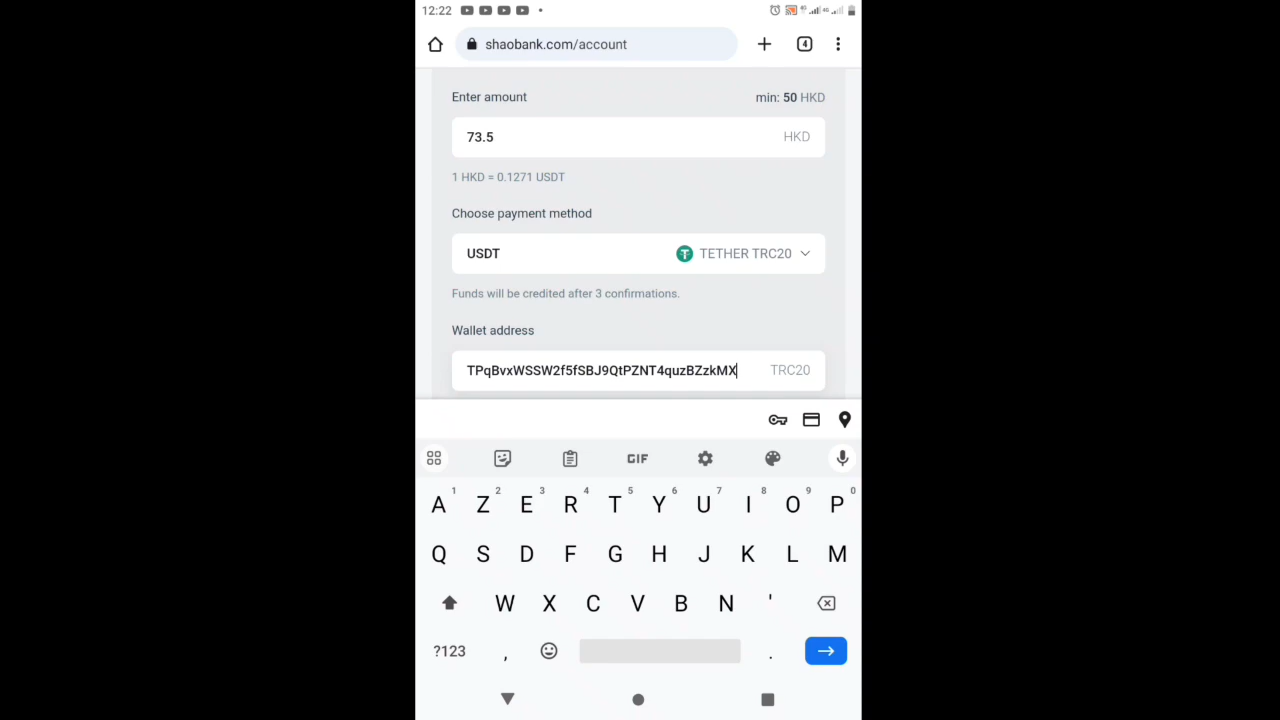 12:22
4G 4G
shaobank.com/account
4
Enter amount min: 50 HKD
73.5 HKD
1 HKD = 0.1271 USDT
Choose payment method
USDT TETHER TRC20
Funds will be credited after 3 confirmations.
Wallet address
TPqBvxWSSW2f5fSBJ9QtPZNT4quzBZzkMX TRC20
GIF
1 2 3 4 5 6 7 8 9 0
A Z E R T Y U I O P
Q S D F G H J K L M
W X C V B N '
?123 , .